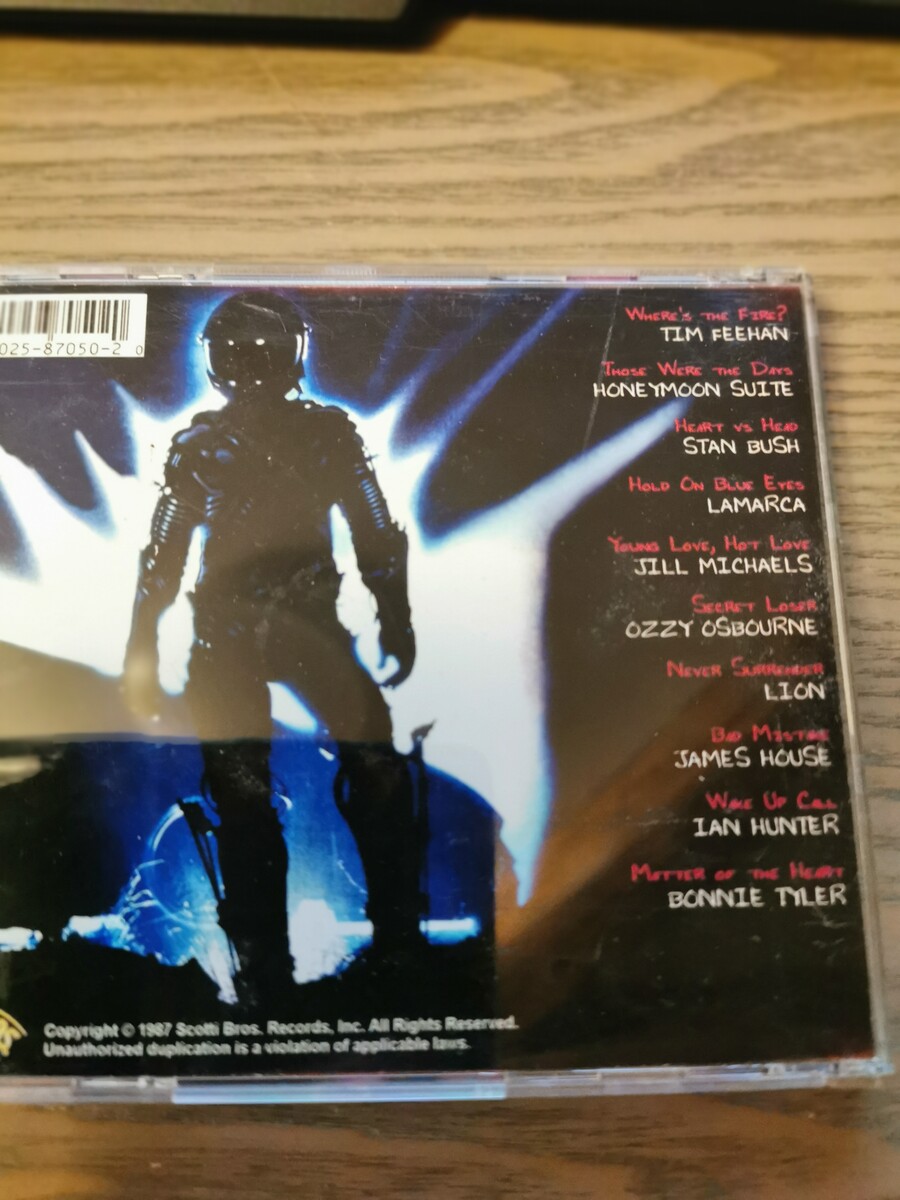 025-87050-2 0
WHERE'S THE FIRE?
TIM FEEHAN
THOSE WERE THE DAYS
HONEYMOON SUITE
HEART VS HEAD
STAN BUSH
HOLD ON BLUE EYES
LAMARCA
YOUNG LOVE, HOT LOVE
JILL MICHAELS
SECRET LOSER
OZZY OSBOURNE
NEVER SURRENDER
LION
BAD MISTAKE
JAMES HOUSE
WAKE UP CALL
IAN HUNTER
MATTER OF THE HEART
BONNIE TYLER
Copyright © 1987 Scotti Bros. Records, Inc. All Rights Reserved.
Unauthorized duplication is a violation of applicable laws.